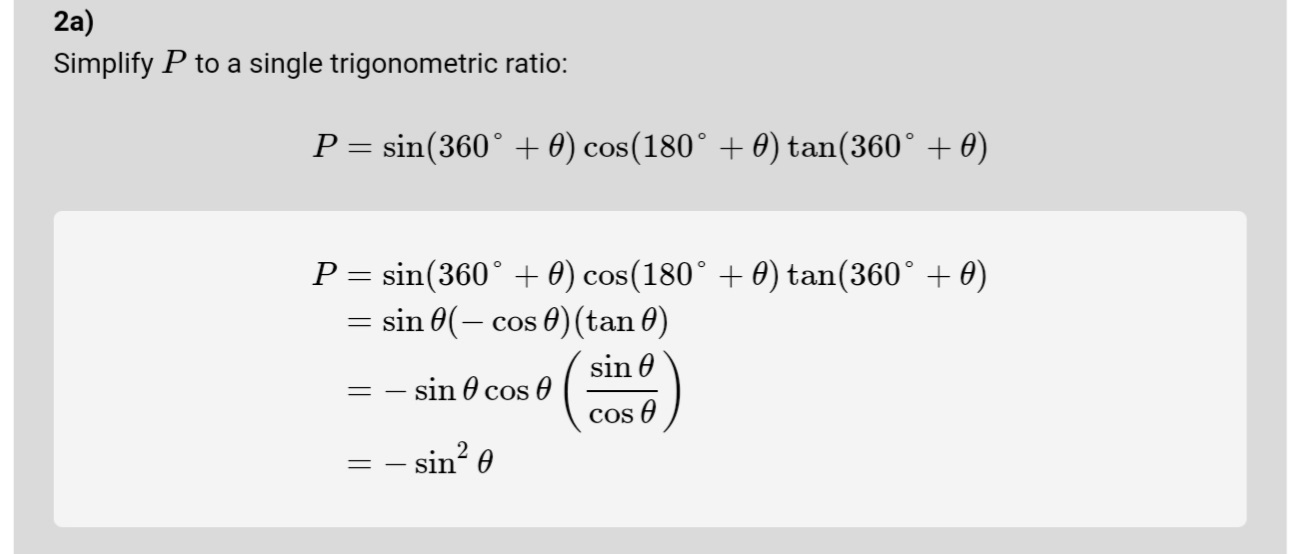 2a)
Simplify P to a single trigonometric ratio:
P = sin(360° + θ) cos(180° + θ) tan(360° + θ)
P = sin(360° + θ) cos(180° + θ) tan(360° + θ)
= sin θ(− cos θ)(tan θ)
= − sin θ cos θ (sin θ / cos θ)
= − sin² θ